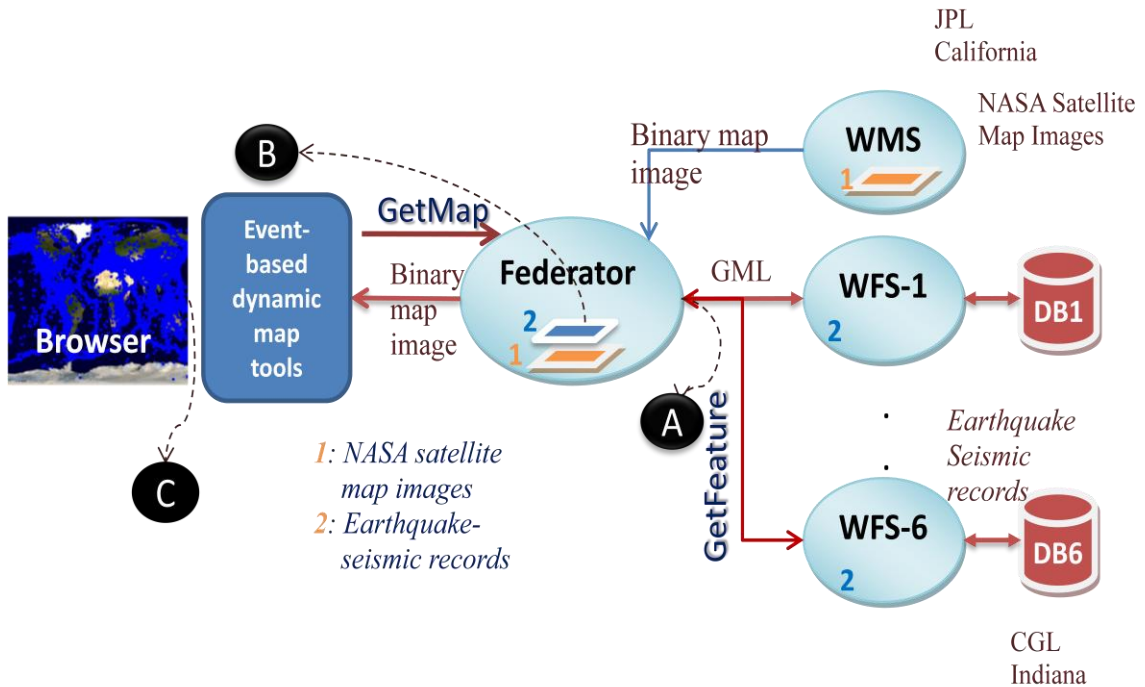 JPL
California
NASA Satellite
Map Images
WMS
1
Binary map
image
B
GetMap
Event-
based
dynamic
map
tools
Browser
Binary
map
image
Federator
2
1
GML
WFS-1
2
DB1
A
GetFeature
C
1: NASA satellite
map images
2: Earthquake-
seismic records
.
.
Earthquake
Seismic
records
WFS-6
2
DB6
CGL
Indiana